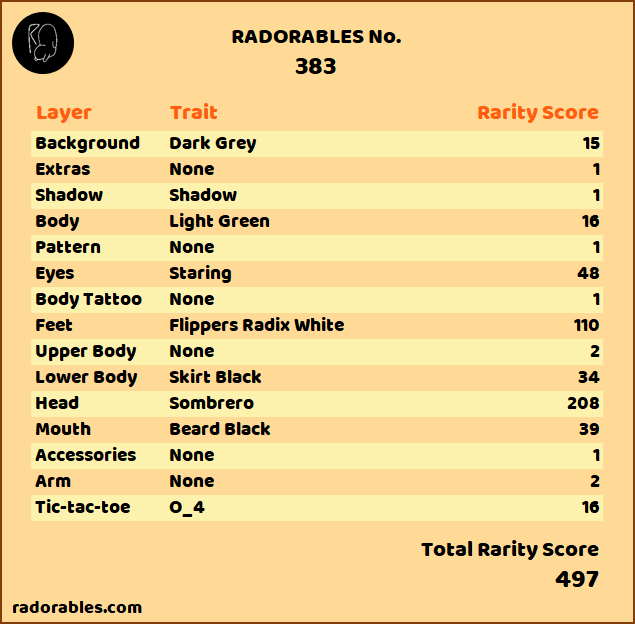 RADORABLES No.
383
Layer Trait Rarity Score
Background Dark Grey 15
Extras None 1
Shadow Shadow 1
Body Light Green 16
Pattern None 1
Eyes Staring 48
Body Tattoo None 1
Feet Flippers Radix White 110
Upper Body None 2
Lower Body Skirt Black 34
Head Sombrero 208
Mouth Beard Black 39
Accessories None 1
Arm None 2
Tic-tac-toe O_4 16
Total Rarity Score
497
radorables.com